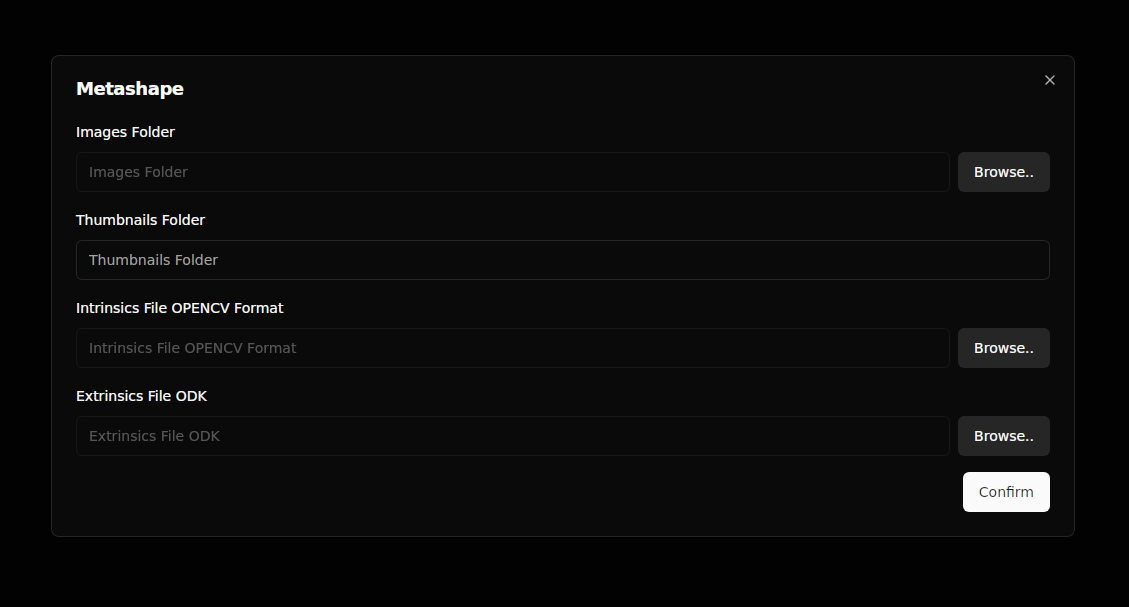 Metashape
Images Folder
Images Folder
Browse..
Thumbnails Folder
Thumbnails Folder
Intrinsics File OPENCV Format
Intrinsics File OPENCV Format
Browse..
Extrinsics File ODK
Extrinsics File ODK
Browse..
Confirm